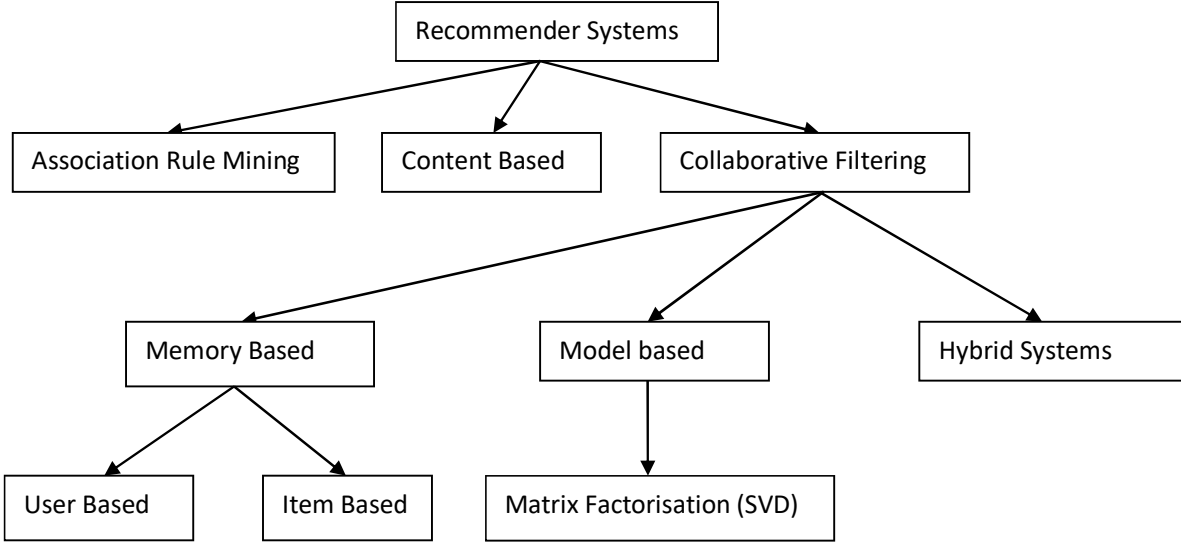 Recommender Systems
Association Rule Mining
Content Based
Collaborative Filtering
Memory Based
Model based
Hybrid Systems
User Based
Item Based
Matrix Factorisation (SVD)